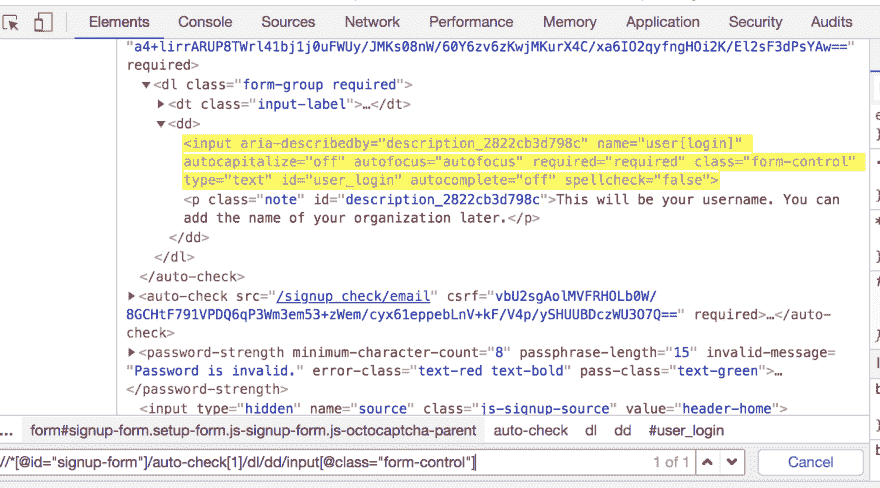 Elements Console Sources Network Performance Memory Application Security Audits
"a4+lirrARUP8TWrl41bj1j0uFWUy/JMKs08nW/60Y6zv6zKwjMKurX4C/xa6IO2qyfngHOi2K/El2sF3dPsYAw=="
required>
▼<dl class="form-group required">
▶<dt class="input-label">…</dt>
▼<dd>
<input aria-describedby="description_2822cb3d798c" name="user[login]"
autocapitalize="off" autofocus="autofocus" required="required" class="form-control"
type="text" id="user_login" autocomplete="off" spellcheck="false">
<p class="note" id="description_2822cb3d798c">This will be your username. You can
add the name of your organization later.</p>
</dd>
</dl>
</auto-check>
▶<auto-check src="/signup_check/email" csrf="vbU2sgAolMVFRHOLb0W/
8GCHtF791VPDQ6qP3Wm3em53+zWem/cyx61eppebLnV+kF/V4p/ySHUUBDczWU3O7Q==" required>…</auto-
check>
▶<password-strength minimum-character-count="8" passphrase-length="15" invalid-message=
"Password is invalid." error-class="text-red text-bold" pass-class="text-green">…
</password-strength>
<input type="hidden" name="source" class="js-signup-source" value="header-home">
... form#signup-form.setup-form.js-signup-form.js-octocaptcha-parent auto-check dl dd #user_login
//*[@id="signup-form"]/auto-check[1]/dl/dd/input[@class="form-control"] 1 of 1 Cancel